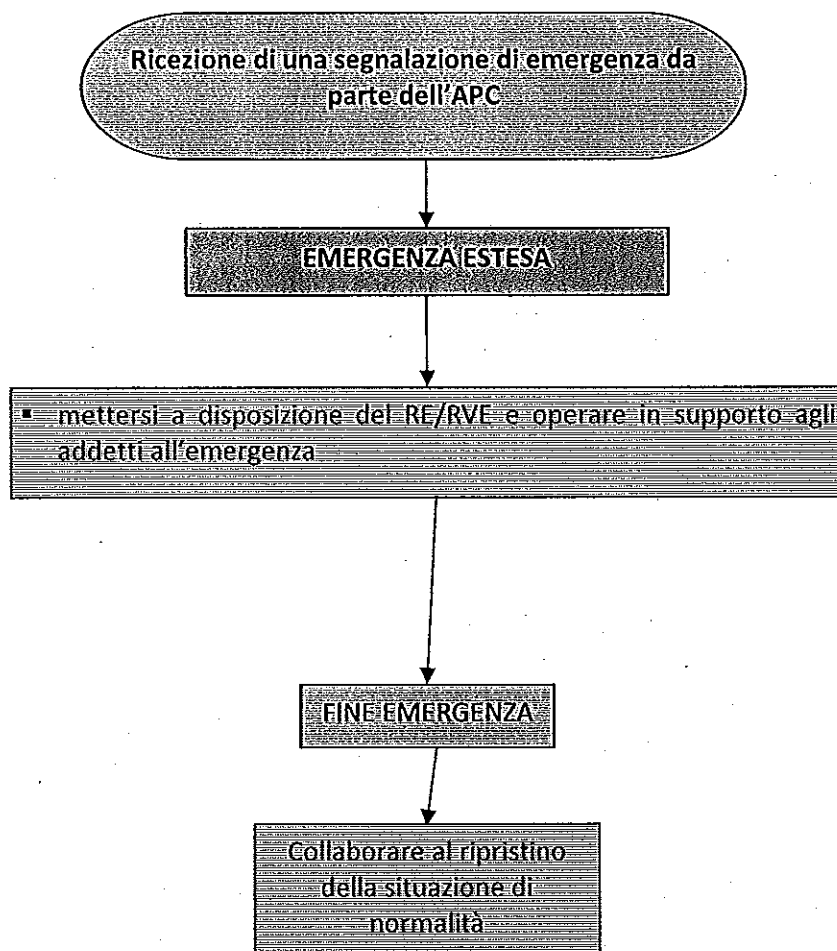 Ricezione di una segnalazione di emergenza da
parte dell'APC
EMERGENZA ESTESA
▪ mettersi a disposizione del RE/RVE e operare in supporto agli
addetti all'emergenza
FINE EMERGENZA
Collaborare al ripristino
della situazione di
normalità